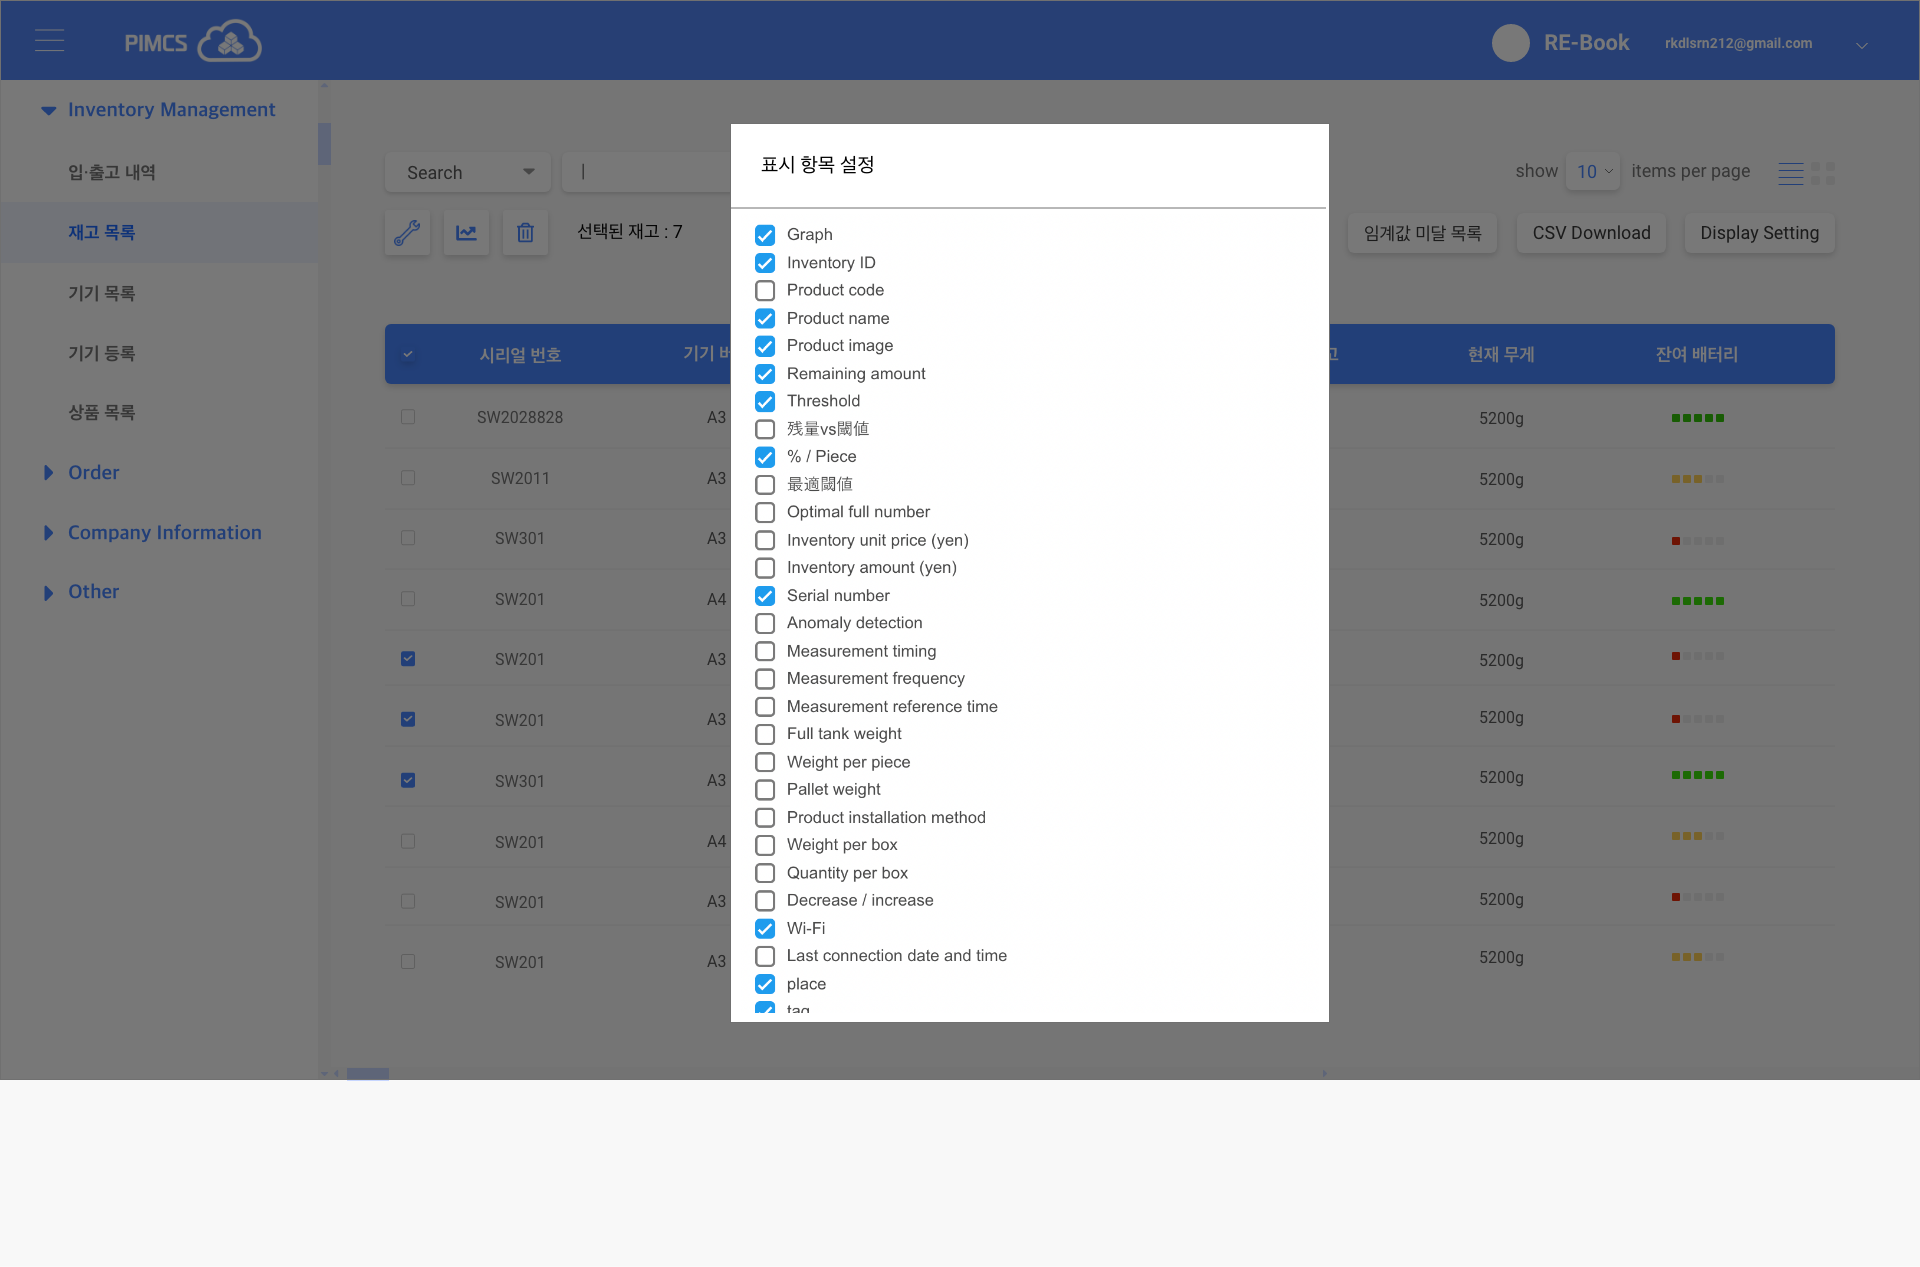 PIMCS
RE-Book
rkdlsrn212@gmail.com
Inventory Management
입·출고 내역
재고 목록
기기 목록
기기 등록
상품 목록
Order
Company Information
Other
Search
show 10 items per page
선택된 재고 : 7
임계값 미달 목록
CSV Download
Display Setting
시리얼 번호
기기 버
고
현재 무게
잔여 배터리
SW2028828 A3 5200g
SW2011 A3 5200g
SW301 A3 5200g
SW201 A4 5200g
SW201 A3 5200g
SW201 A3 5200g
SW301 A3 5200g
SW201 A4 5200g
SW201 A3 5200g
SW201 A3 5200g
표시 항목 설정
Graph
Inventory ID
Product code
Product name
Product image
Remaining amount
Threshold
残量vs閾値
% / Piece
最適閾値
Optimal full number
Inventory unit price (yen)
Inventory amount (yen)
Serial number
Anomaly detection
Measurement timing
Measurement frequency
Measurement reference time
Full tank weight
Weight per piece
Pallet weight
Product installation method
Weight per box
Quantity per box
Decrease / increase
Wi-Fi
Last connection date and time
place
tag